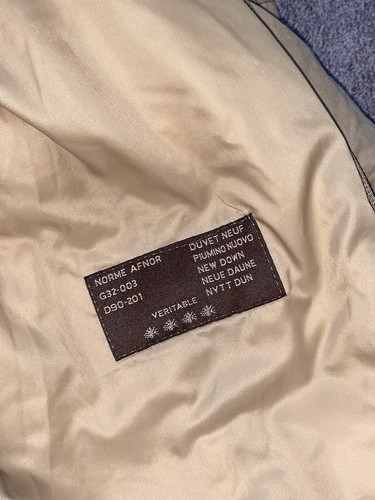 NORME AFNOR
G32-003
D90-201
DUVET NEUF
PIUMINO NUOVO
NEW DOWN
NEUE DAUNE
NYTT DUN
VERITABLE